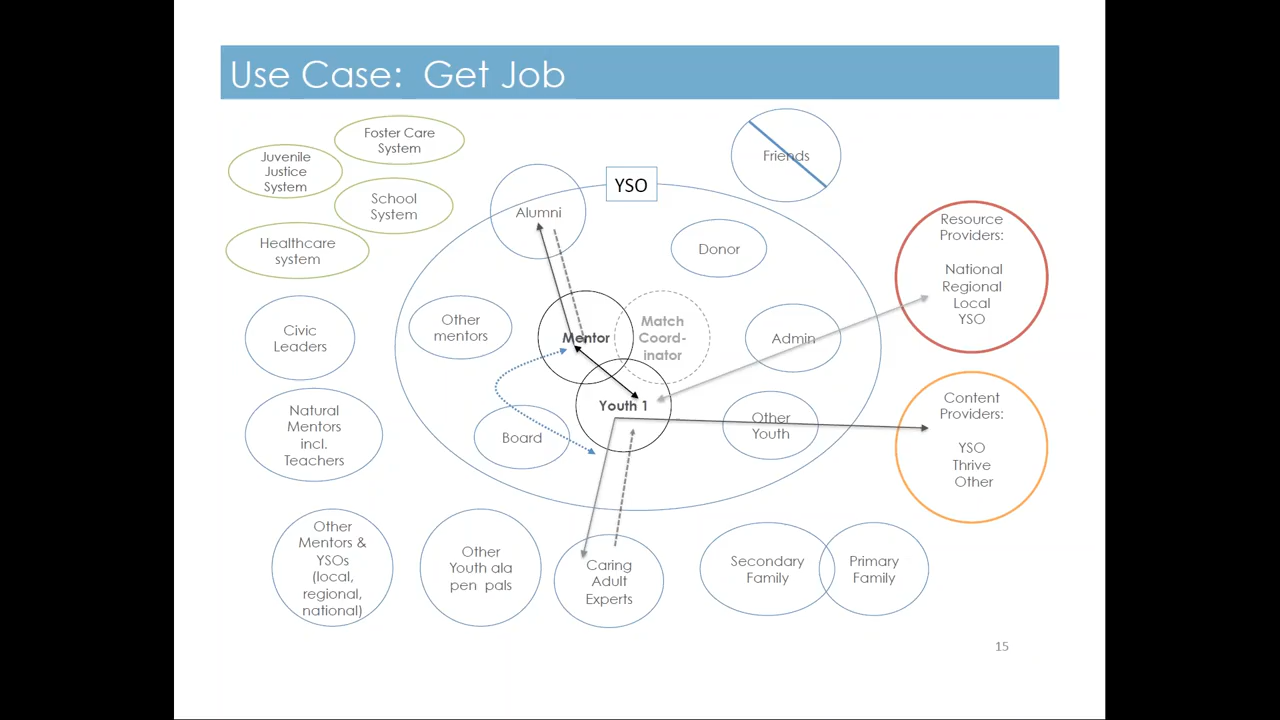 Use Case:  Get Job
Foster Care
System
Juvenile
Justice
System
School
System
Healthcare
system
YSO
Friends
Alumni
Donor
Resource
Providers:
National
Regional
Local
YSO
Civic
Leaders
Other
mentors
Mentor
Match
Coord-
inator
Admin
Natural
Mentors
incl.
Teachers
Board
Youth 1
Other
Youth
Content
Providers:
YSO
Thrive
Other
Other
Mentors &
YSOs
(local,
regional,
national)
Other
Youth ala
pen  pals
Caring
Adult
Experts
Secondary
Family
Primary
Family
15